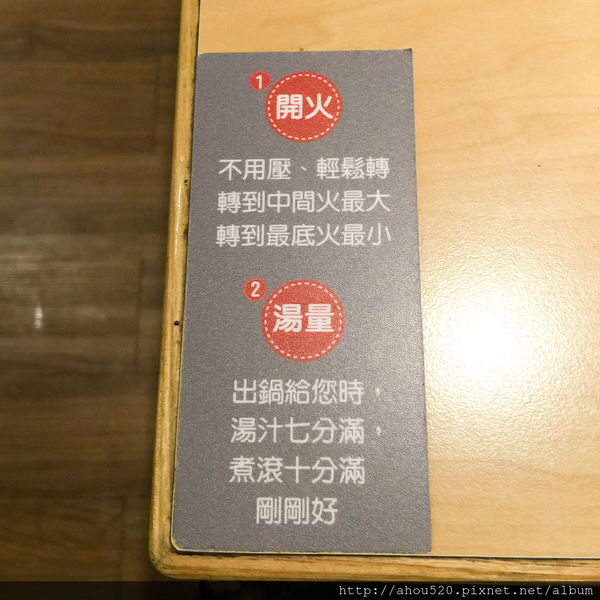 1
開火
不用壓、輕鬆轉
轉到中間火最大
轉到最底火最小
2
湯量
出鍋給您時，
湯汁七分滿，
煮滾十分滿
剛剛好
http://ahou520.pixnet.net/album